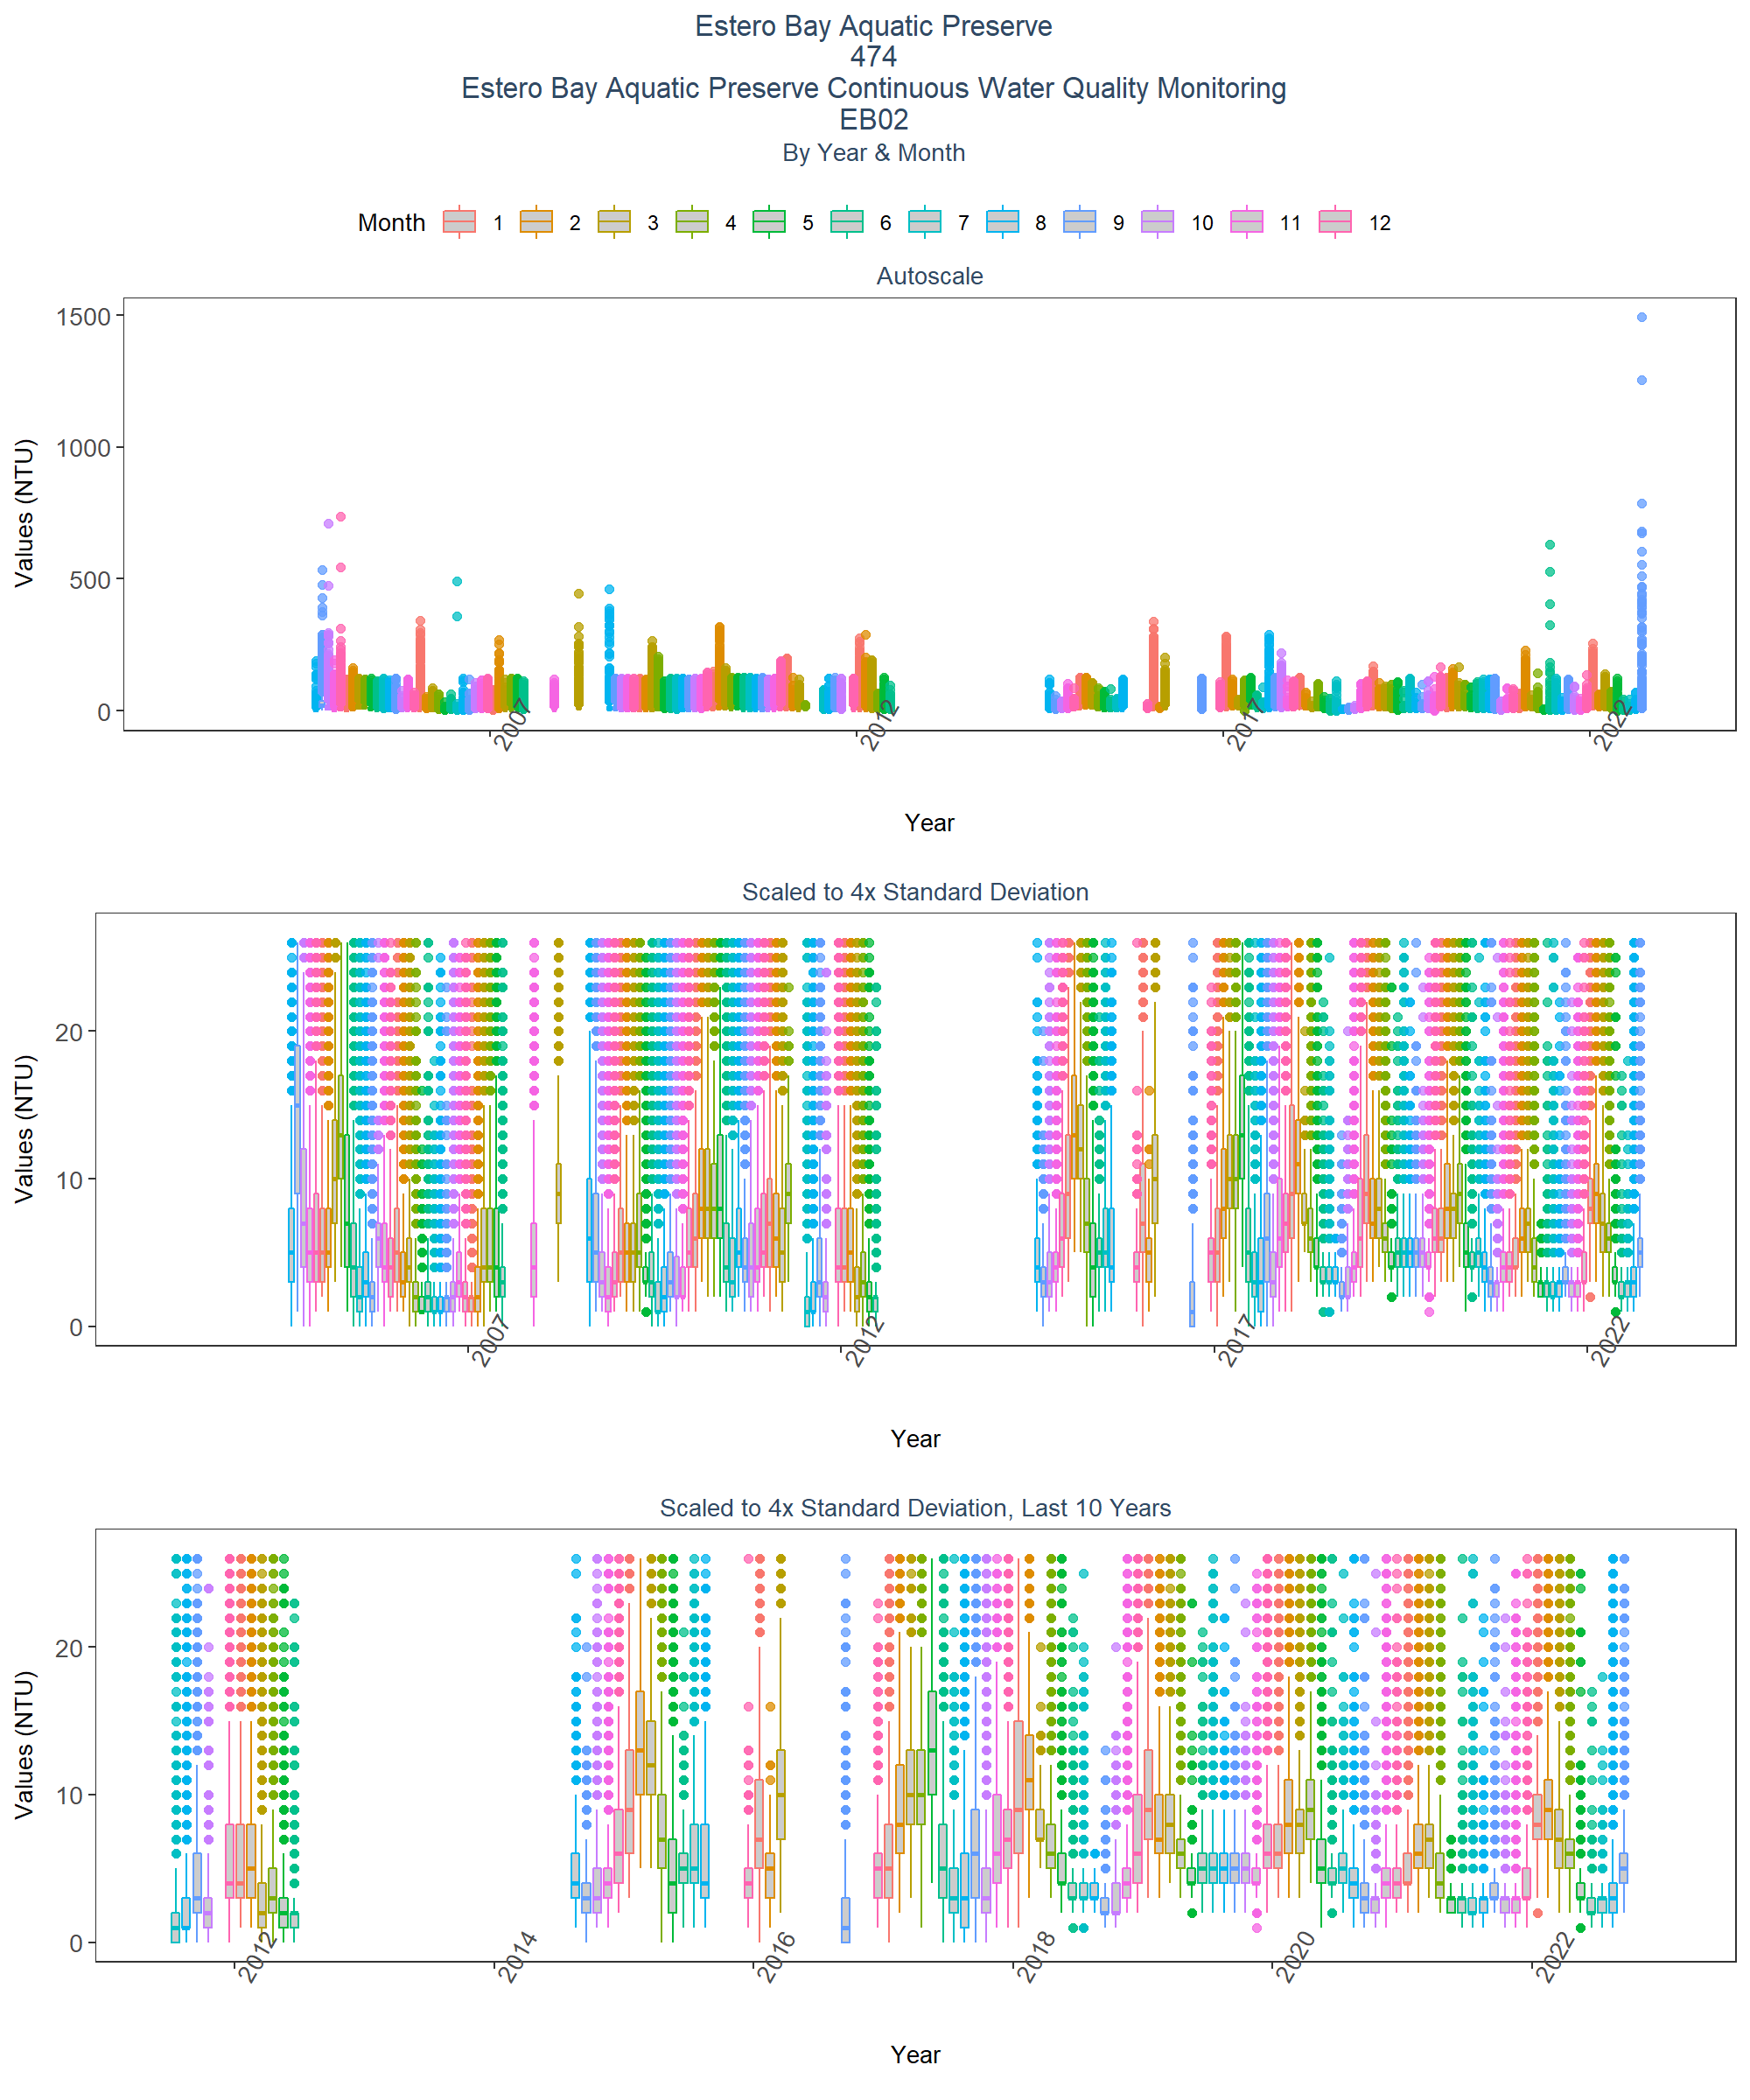 Estero Bay Aquatic Preserve
474
Estero Bay Aquatic Preserve Continuous Water Quality Monitoring
EB02
By Year & Month
Month 1 2 3 4 5 6 7 8 9 10 11 12
Autoscale
1500
1000
500
0
Values (NTU)
2007 2012 2017 2022
Year
Scaled to 4x Standard Deviation
20
10
0
Values (NTU)
2007 2012 2017 2022
Year
Scaled to 4x Standard Deviation, Last 10 Years
20
10
0
Values (NTU)
2012 2014 2016 2018 2020 2022
Year